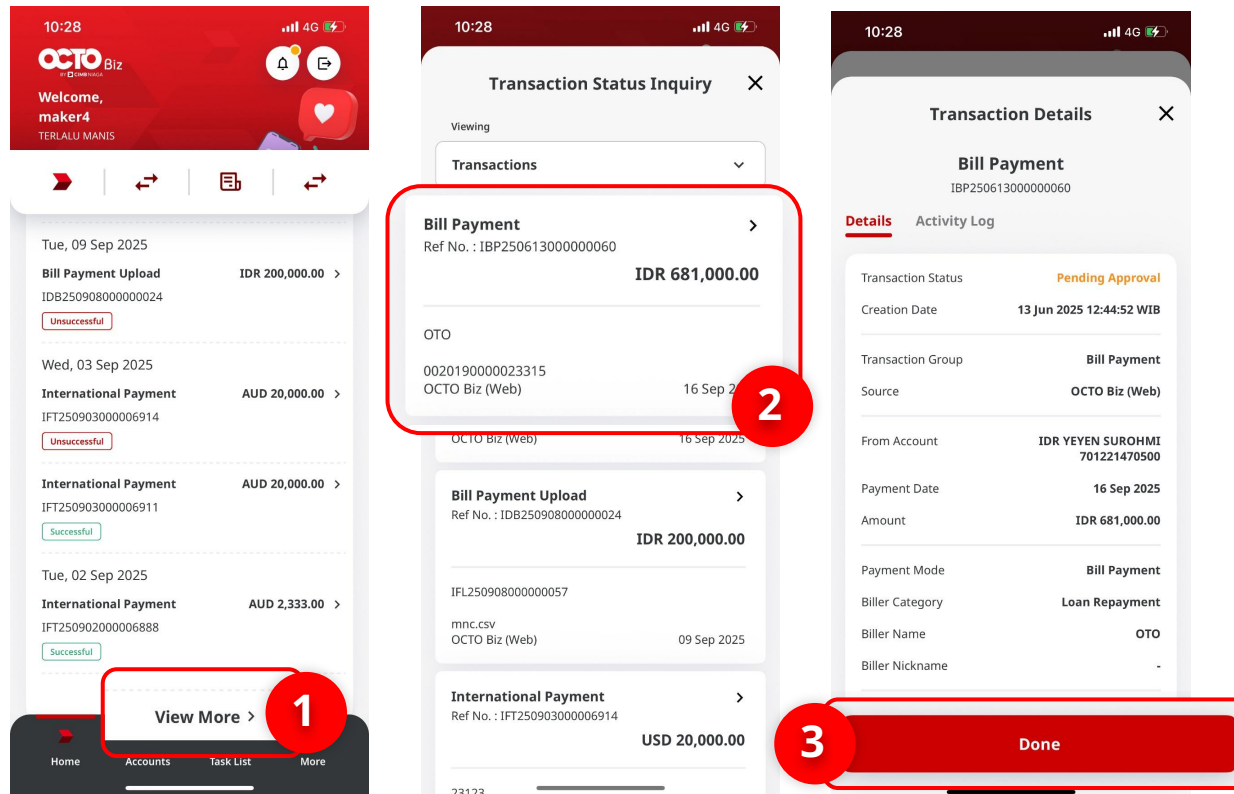 10:28
4G
OCTO Biz
BY CIMB NIAGA
Welcome,
maker4
TERLALU MANIS
Tue, 09 Sep 2025
Bill Payment Upload IDR 200,000.00
IDB250908000000024
Unsuccessful
Wed, 03 Sep 2025
International Payment AUD 20,000.00
IFT250903000006914
Unsuccessful
International Payment AUD 20,000.00
IFT250903000006911
Successful
Tue, 02 Sep 2025
International Payment AUD 2,333.00
IFT250902000006888
Successful
View More >
1
Home Accounts Task List More
10:28
4G
Transaction Status Inquiry
Viewing
Transactions
Bill Payment
Ref No. : IBP250613000000060
IDR 681,000.00
OTO
0020190000023315
OCTO Biz (Web) 16 Sep
2
OCTO Biz (Web) 16 Sep 2025
Bill Payment Upload
Ref No. : IDB250908000000024
IDR 200,000.00
IFL250908000000057
mnc.csv
OCTO Biz (Web) 09 Sep 2025
International Payment
Ref No. : IFT250903000006914
USD 20,000.00
23123
10:28
4G
Transaction Details
Bill Payment
IBP250613000000060
Details Activity Log
Transaction Status Pending Approval
Creation Date 13 Jun 2025 12:44:52 WIB
Transaction Group Bill Payment
Source OCTO Biz (Web)
From Account IDR YEYEN SUROHMI
701221470500
Payment Date 16 Sep 2025
Amount IDR 681,000.00
Payment Mode Bill Payment
Biller Category Loan Repayment
Biller Name OTO
Biller Nickname -
3
Done